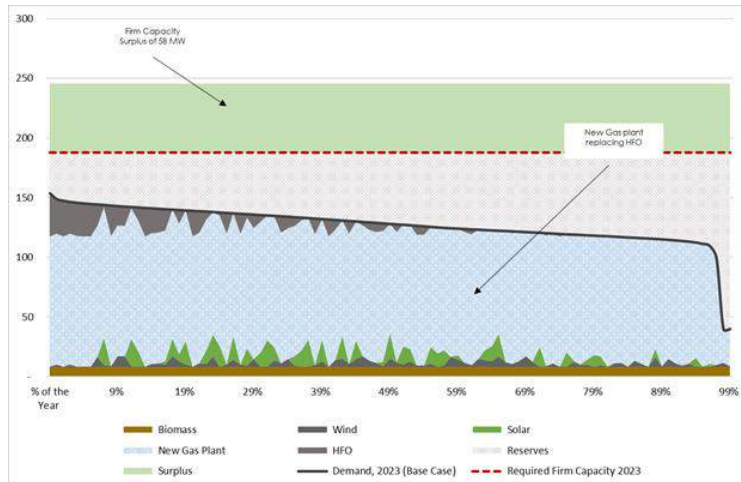 300
Firm Capacity
Surplus of 58 MW
250
New Gas plant
replacing HFO
200
150
100
50
-
% of the Year 9% 19% 29% 39% 49% 59% 69% 79% 89% 99%
Biomass Wind Solar
New Gas Plant HFO Reserves
Surplus Demand, 2023 (Base Case) Required Firm Capacity 2023